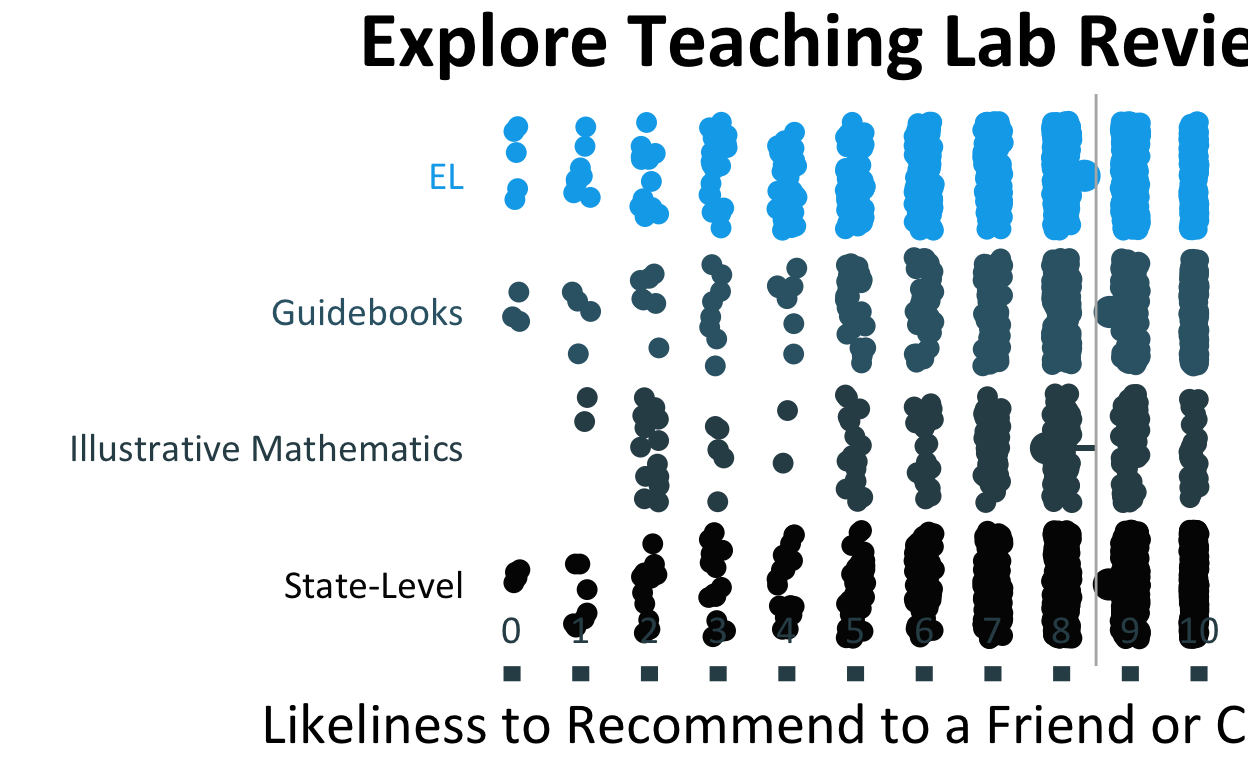 Explore Teaching Lab Revie
EL
Guidebooks
Illustrative Mathematics
State-Level
0 1 2 3 4 5 6 7 8 9 10
Likeliness to Recommend to a Friend or C